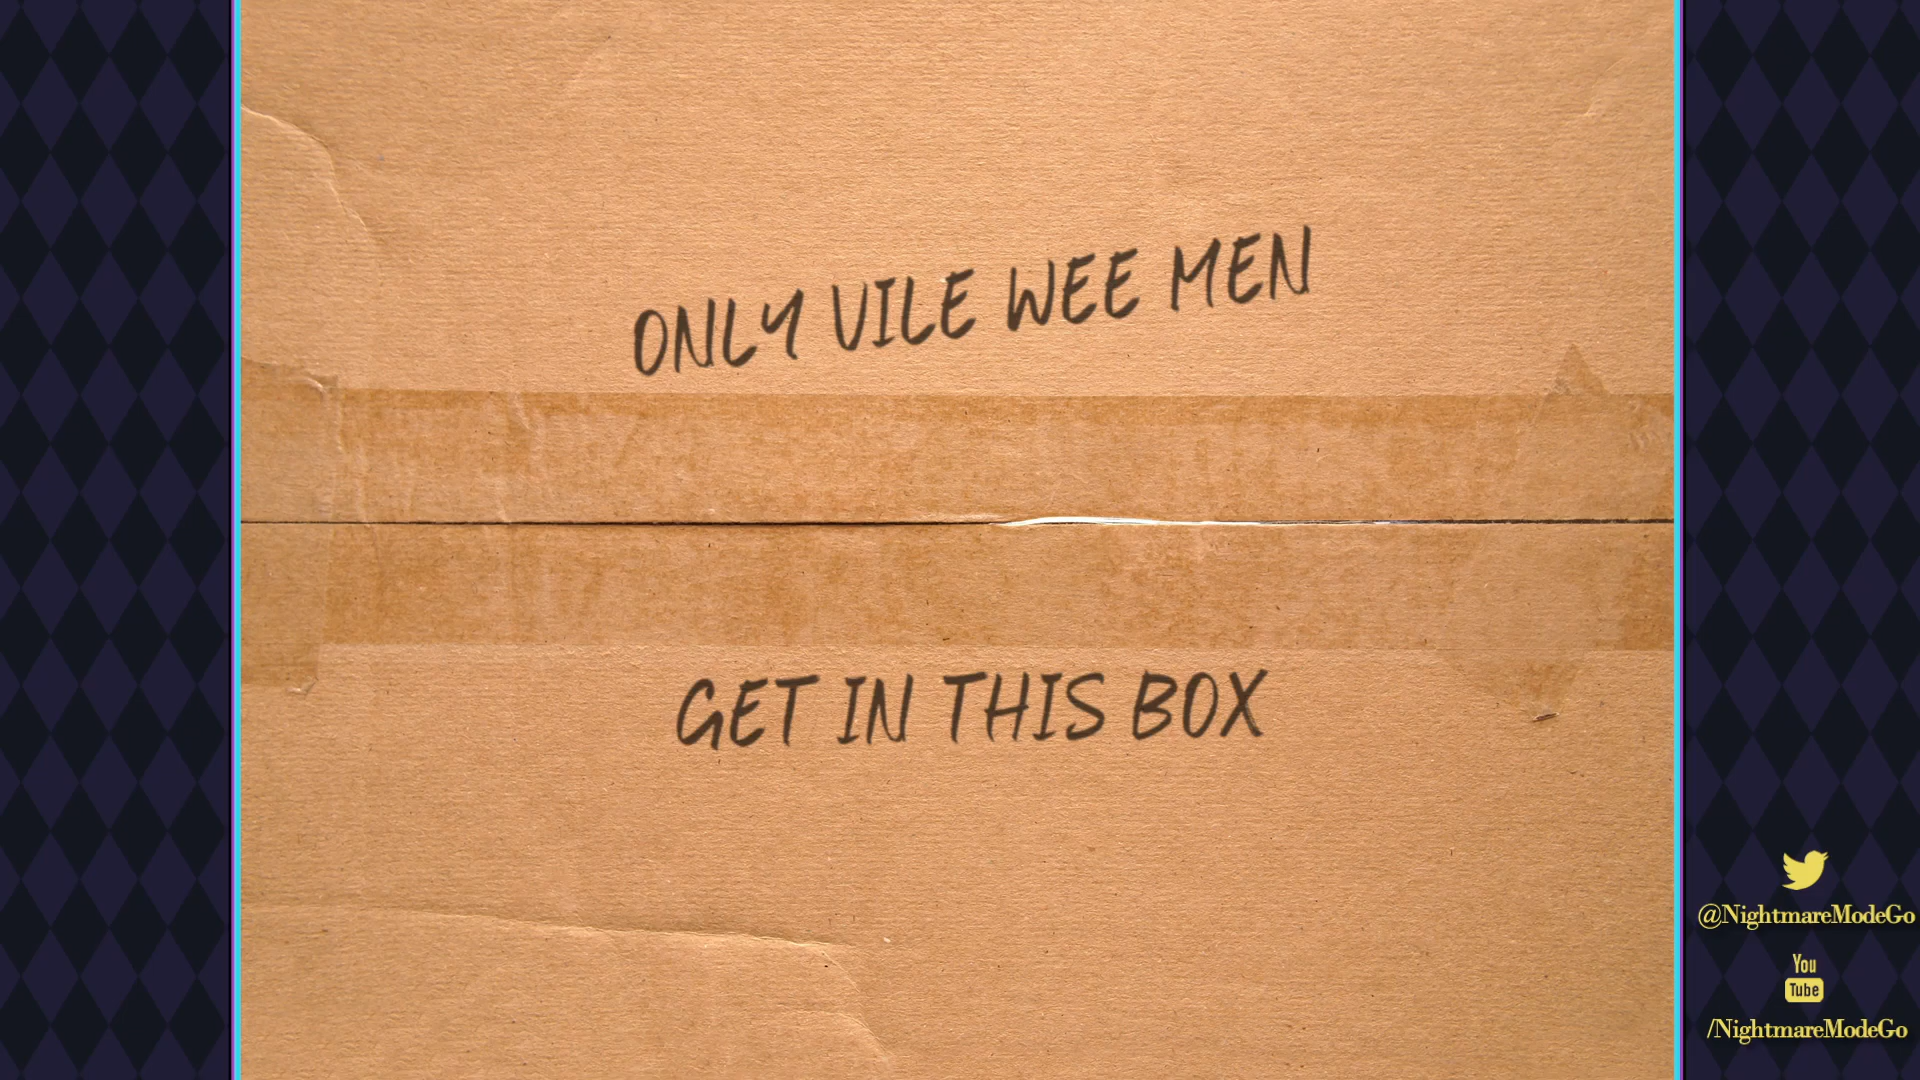 ONLY VILE WEE MEN
GET IN THIS BOX
@NightmareModeGo
You
Tube
/NightmareModeGo